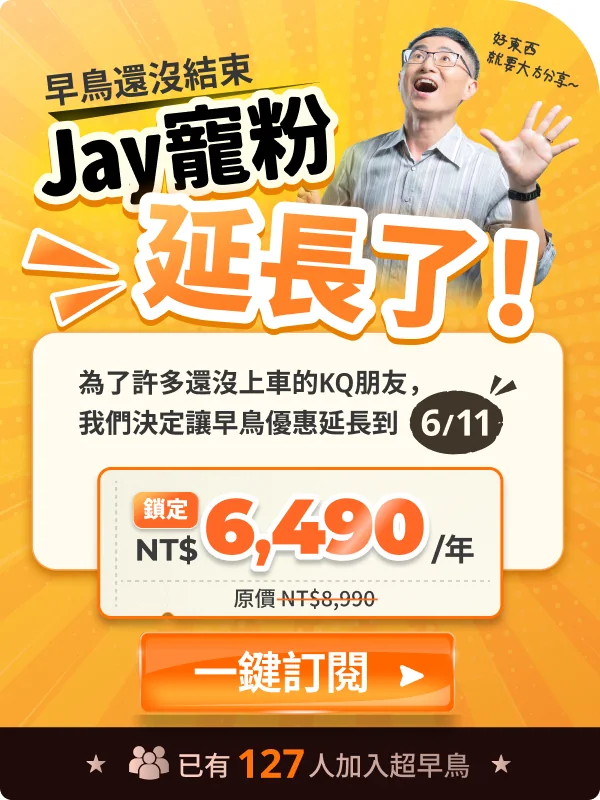 好東西
就要大方分享~
早鳥還沒結束
Jay寵粉
延長了!
為了許多還沒上車的KQ朋友,
我們決定讓早鳥優惠延長到 6/11
鎖定
NT$ 6,490 /年
原價 NT$8,990
一鍵訂閱
已有 127 人加入超早鳥